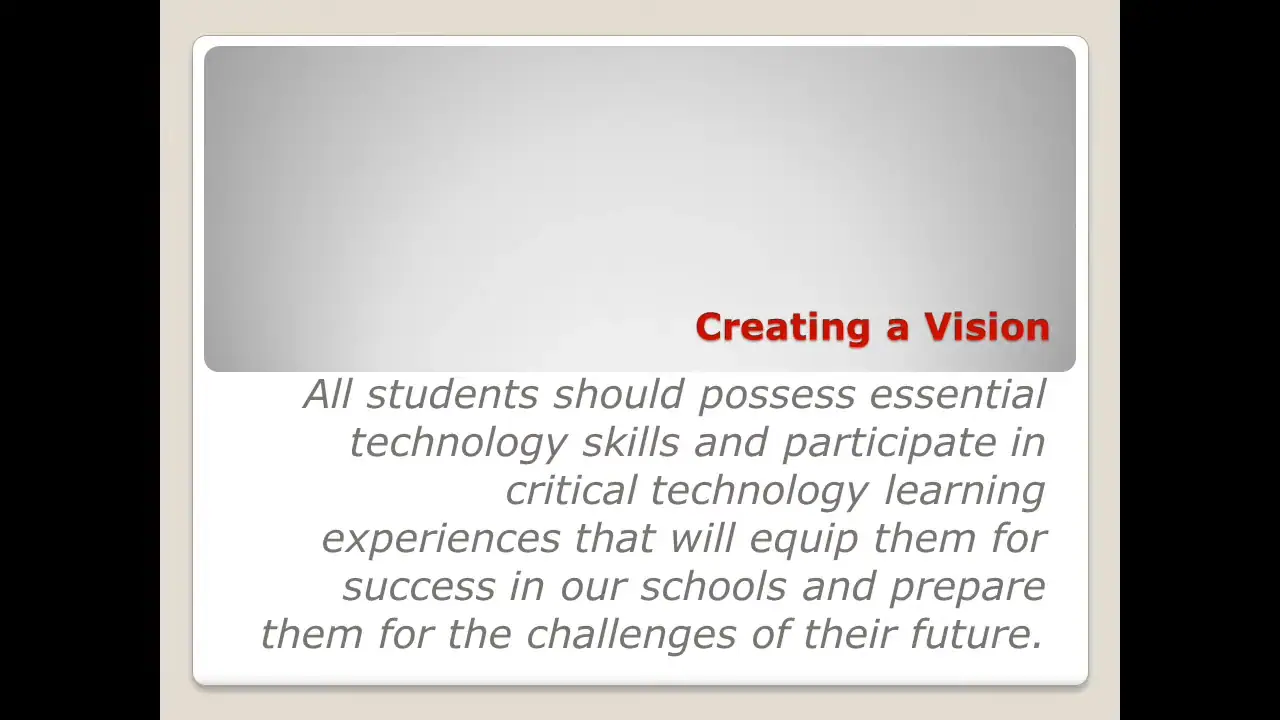 Creating a Vision
All students should possess essential
technology skills and participate in
critical technology learning
experiences that will equip them for
success in our schools and prepare
them for the challenges of their future.